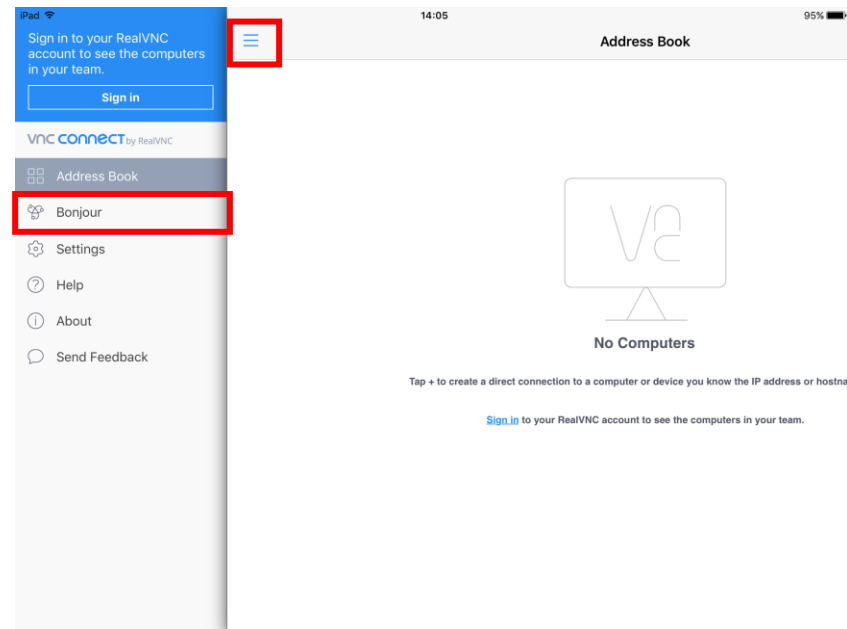 iPad 14:05 95%
Sign in to your RealVNC
account to see the computers
in your team.
Sign in
vnc connect by RealVNC
Address Book
Bonjour
Settings
Help
About
Send Feedback
Address Book
No Computers
Tap + to create a direct connection to a computer or device you know the IP address or hostna
Sign in to your RealVNC account to see the computers in your team.